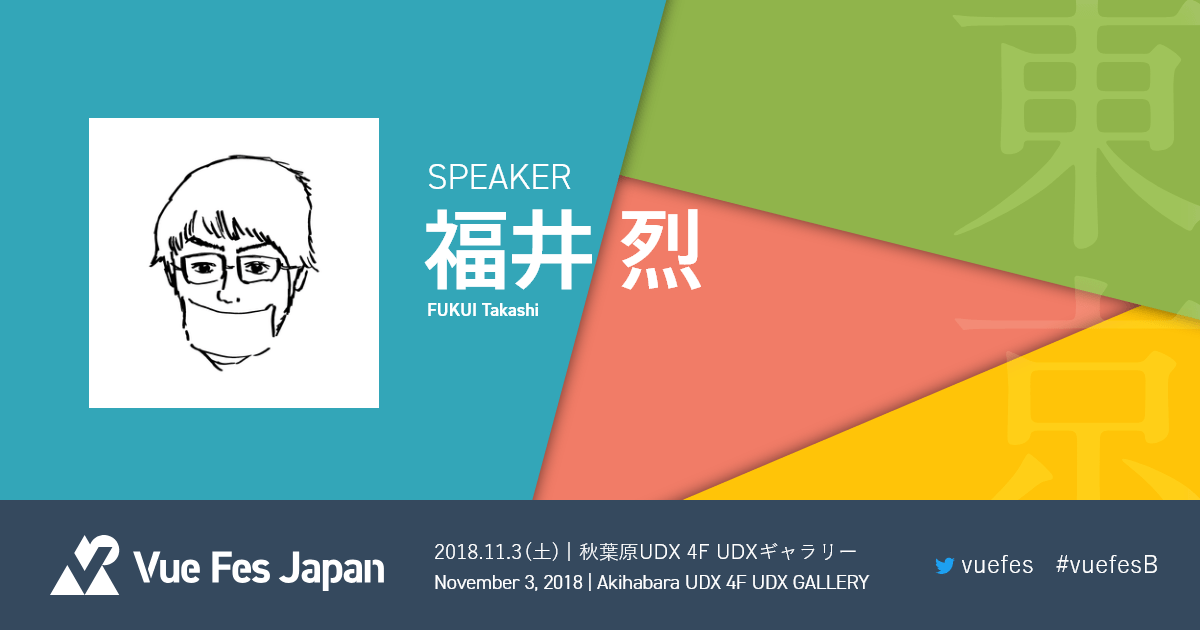 東京
SPEAKER
福井 烈
FUKUI Takashi
Vue Fes Japan
2018.11.3(土) | 秋葉原UDX 4F UDXギャラリー
November 3, 2018 | Akihabara UDX 4F UDX GALLERY
vuefes #vuefesB